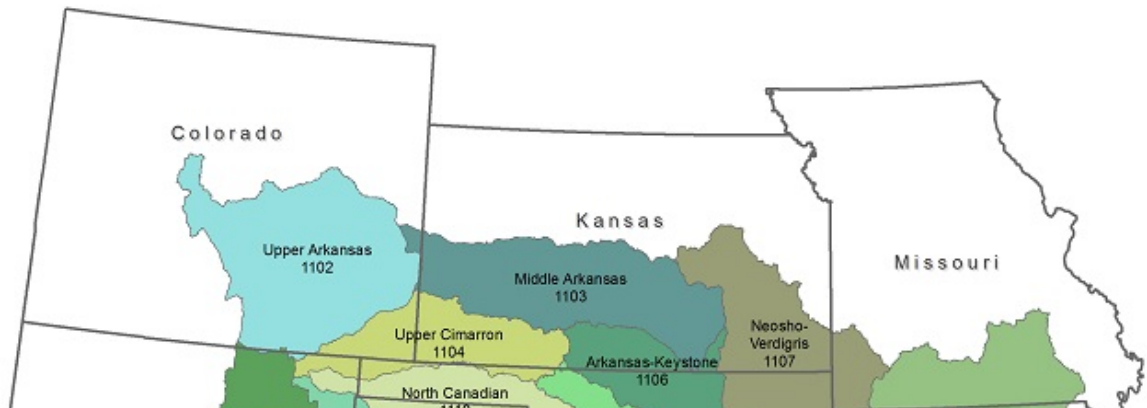 Colorado
Kansas
Upper Arkansas
1102
Missouri
Middle Arkansas
1103
Neosho-
Verdigris
1107
Upper Cimarron
1104
Arkansas-Keystone
1106
North Canadian